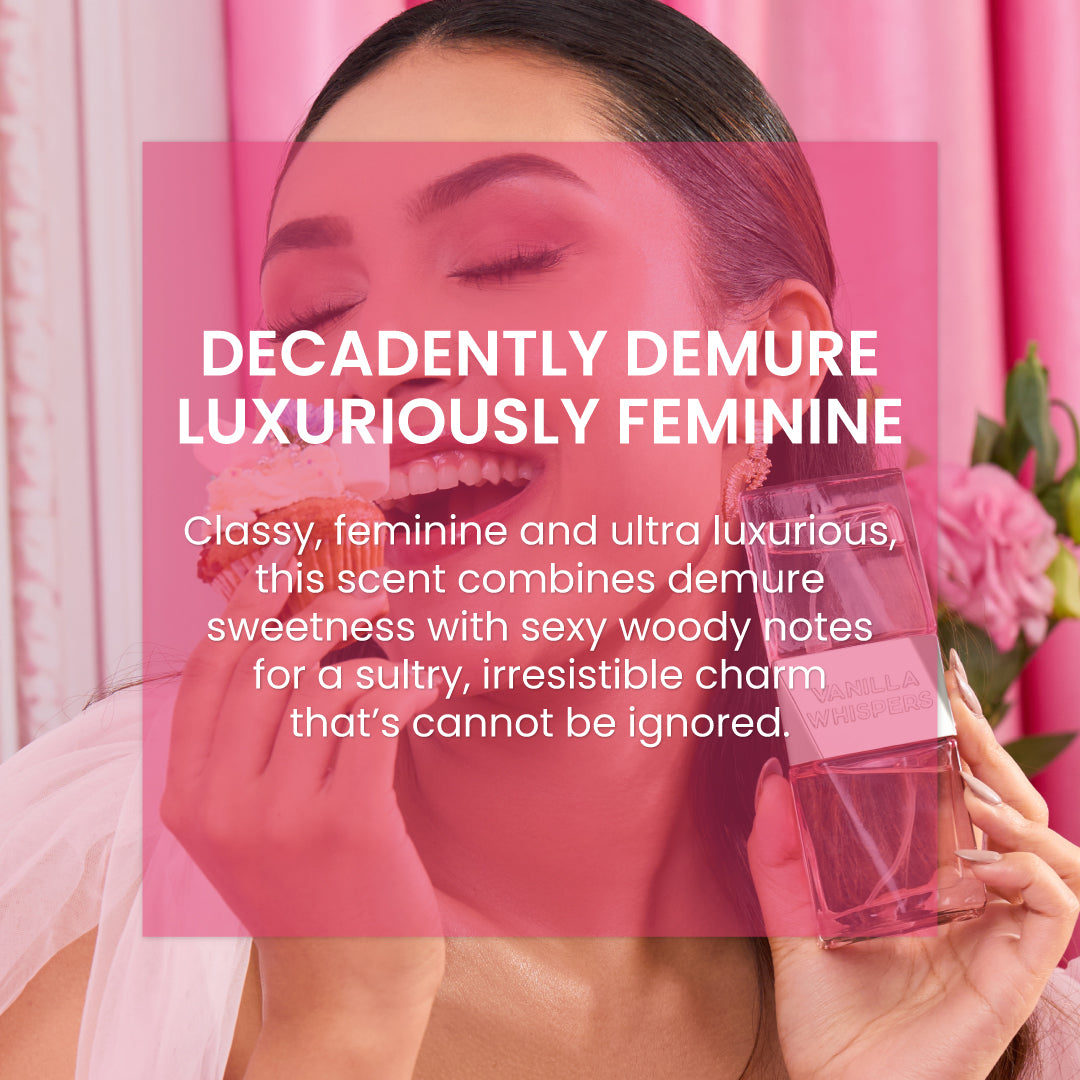 DECADENTLY DEMURE
LUXURIOUSLY FEMININE
Classy, feminine and ultra luxurious,
this scent combines demure
sweetness with sexy woody notes
for a sultry, irresistible charm
that’s cannot be ignored.
VANILLA
WHISPERS